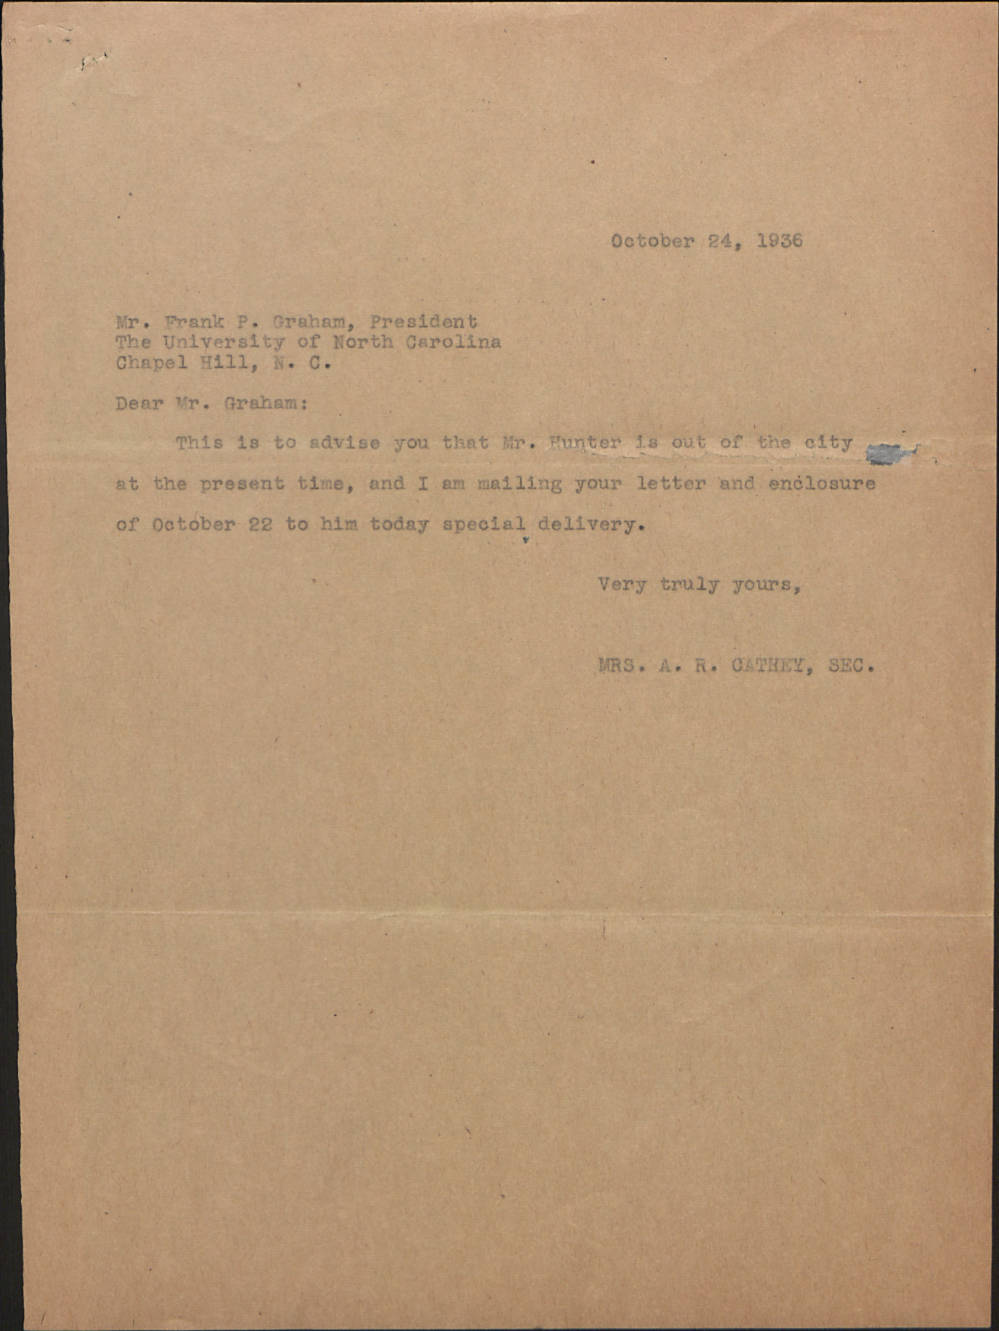 October 24, 1936
Mr. Frank P. Graham, President
The University of North Carolina
Chapel Hill, N. C.
Dear Mr. Graham:
This is to advise you that Mr. Hunter is out of the city
at the present time, and I am mailing your letter and enclosure
of October 22 to him today special delivery.
Very truly yours,
MRS. A. R. CATHEY, SEC.